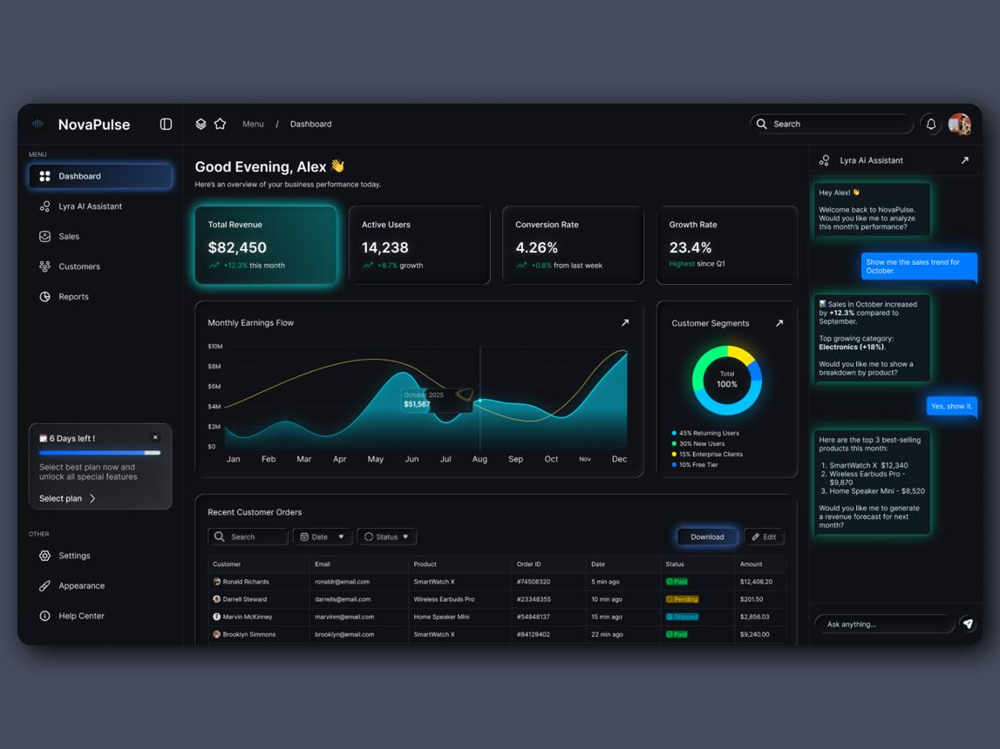 NovaPulse
Menu / Dashboard
Search
MENU
Dashboard
Lyra AI Assistant
Sales
Customers
Reports
6 Days left !
Select best plan now and
unlock all special features
Select plan
OTHER
Settings
Appearance
Help Center
Good Evening, Alex 👋
Here's an overview of your business performance today.
Total Revenue
$82,450
+12.3% this month
Active Users
14,238
+8.7% growth
Conversion Rate
4.26%
+0.8% from last week
Growth Rate
23.4%
Highest since Q1
Monthly Earnings Flow
$10M
$8M
$6M
$4M
$2M
$0
October 2025
$51,567
Jan Feb Mar Apr May Jun Jul Aug Sep Oct Nov Dec
Customer Segments
Total
100%
45% Returning Users
30% New Users
15% Enterprise Clients
10% Free Tier
Recent Customer Orders
Search Date Status Download Edit
Customer Email Product Order ID Date Status Amount
Ronald Richards ronaldr@email.com SmartWatch X #74508320 5 min ago Paid $12,408.20
Darrell Steward darrells@email.com Wireless Earbuds Pro #23348355 10 min ago Pending $201.50
Marvin McKinney marvinm@email.com Home Speaker Mini #54948137 15 min ago Shipped $2,856.03
Brooklyn Simmons brooklyn@email.com SmartWatch X #84129402 22 min ago Paid $9,240.00
Lyra Ai Assistant
Hey Alex! 👋
Welcome back to NovaPulse.
Would you like me to analyze
this month's performance?
Show me the sales trend for
October.
📊 Sales in October increased
by +12.3% compared to
September.
Top growing category:
Electronics (+18%).
Would you like me to show a
breakdown by product?
Yes, show it.
Here are the top 3 best-selling
products this month:
1. SmartWatch X $12,340
2. Wireless Earbuds Pro -
$9,870
3. Home Speaker Mini - $8,520
Would you like me to generate
a revenue forecast for next
month?
Ask anything...